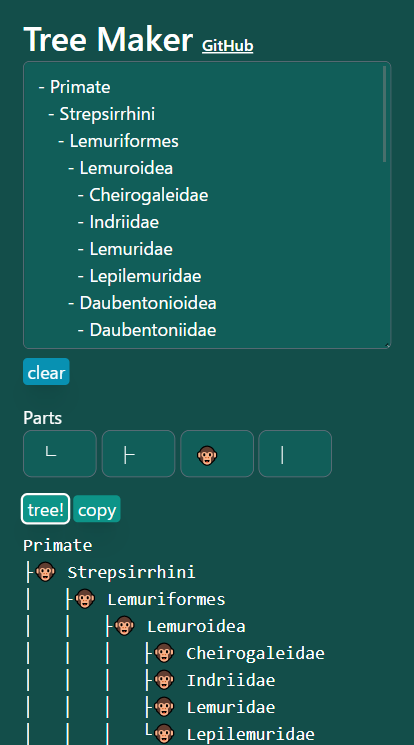 Tree Maker GitHub
- Primate
  - Strepsirrhini
    - Lemuriformes
      - Lemuroidea
        - Cheirogaleidae
        - Indriidae
        - Lemuridae
        - Lepilemuridae
      - Daubentonioidea
        - Daubentoniidae
clear
Parts
└ ├ 🐵 │
tree! copy
Primate
├🐵 Strepsirrhini
│   ├🐵 Lemuriformes
│   │   ├🐵 Lemuroidea
│   │   │   ├🐵 Cheirogaleidae
│   │   │   ├🐵 Indriidae
│   │   │   ├🐵 Lemuridae
│   │   │   └🐵 Lepilemuridae